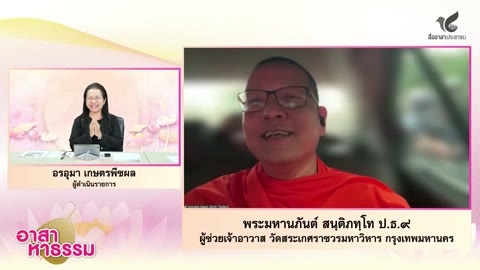 สื่ออาสาประชาชน
อรอุมา เกษตรพืชผล
ผู้ดำเนินรายการ
พระมหานภันต์ สนฺติภทฺโท ป.ธ.๙
ผู้ช่วยเจ้าอาวาส วัดสระเกศราชวรมหาวิหาร กรุงเทพมหานคร
อาสา
หาธรรม